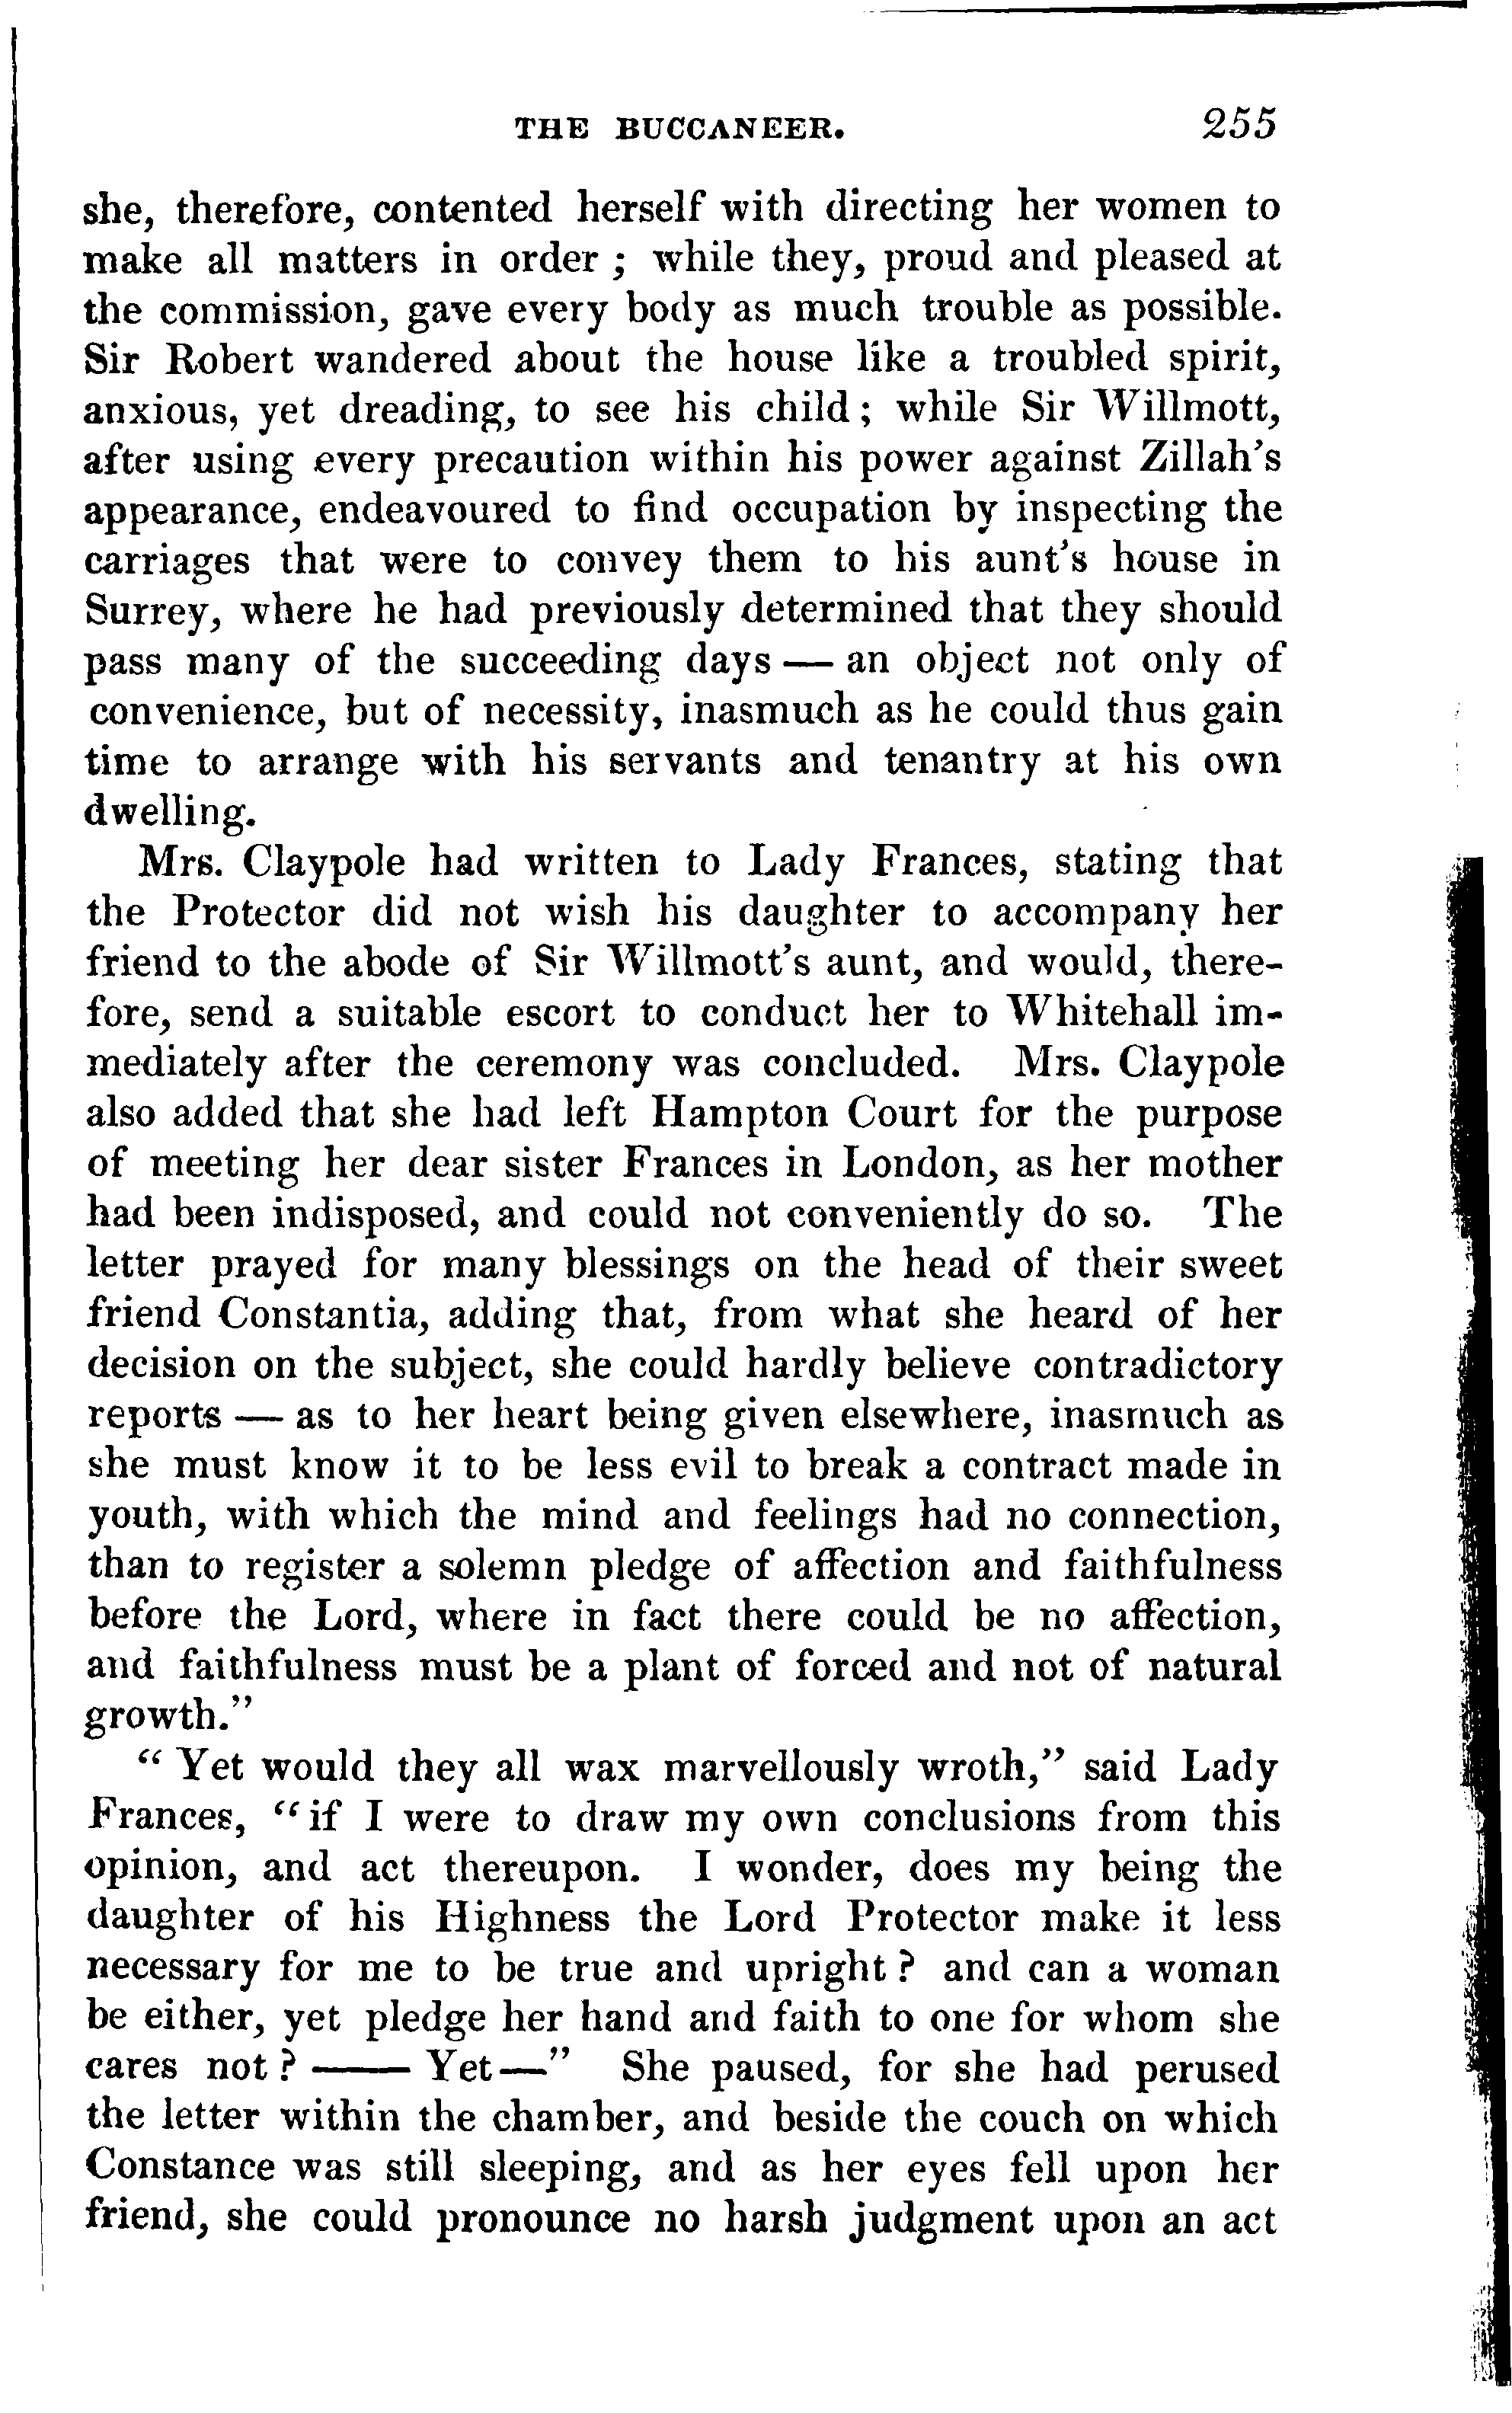 THE BUCCANEER. 255
she, therefore, contented herself with directing her women to
make all matters in order ; while they, proud and pleased at
the commission, gave every body as much trouble as possible.
Sir Robert wandered about the house like a troubled spirit,
anxious, yet dreading, to see his child ; while Sir Willmott,
after using every precaution within his power against Zillah's
appearance, endeavoured to find occupation by inspecting the
carriages that were to convey them to his aunt's house in
Surrey, where he had previously determined that they should
pass many of the succeeding days — an object not only of
convenience, but of necessity, inasmuch as he could thus gain
time to arrange with his servants and tenantry at his own
dwelling.
Mrs. Claypole had written to Lady Frances, stating that
the Protector did not wish his daughter to accompany her
friend to the abode of Sir Willmott's aunt, and would, there-
fore, send a suitable escort to conduct her to Whitehall im-
mediately after the ceremony was concluded. Mrs. Claypole
also added that she had left Hampton Court for the purpose
of meeting her dear sister Frances in London, as her mother
had been indisposed, and could not conveniently do so. The
letter prayed for many blessings on the head of their sweet
friend Constantia, adding that, from what she heard of her
decision on the subject, she could hardly believe contradictory
reports — as to her heart being given elsewhere, inasmuch as
she must know it to be less evil to break a contract made in
youth, with which the mind and feelings had no connection,
than to register a solemn pledge of affection and faithfulness
before the Lord, where in fact there could be no affection,
and faithfulness must be a plant of forced and not of natural
growth."
" Yet would they all wax marvellously wroth," said Lady
Frances, "if I were to draw my own conclusions from this
opinion, and act thereupon. I wonder, does my being the
daughter of his Highness the Lord Protector make it less
necessary for me to be true and upright ? and can a woman
be either, yet pledge her hand and faith to one for whom she
cares not ? —— Yet—" She paused, for she had perused
the letter within the chamber, and beside the couch on which
Constance was still sleeping, and as her eyes fell upon her
friend, she could pronounce no harsh judgment upon an act